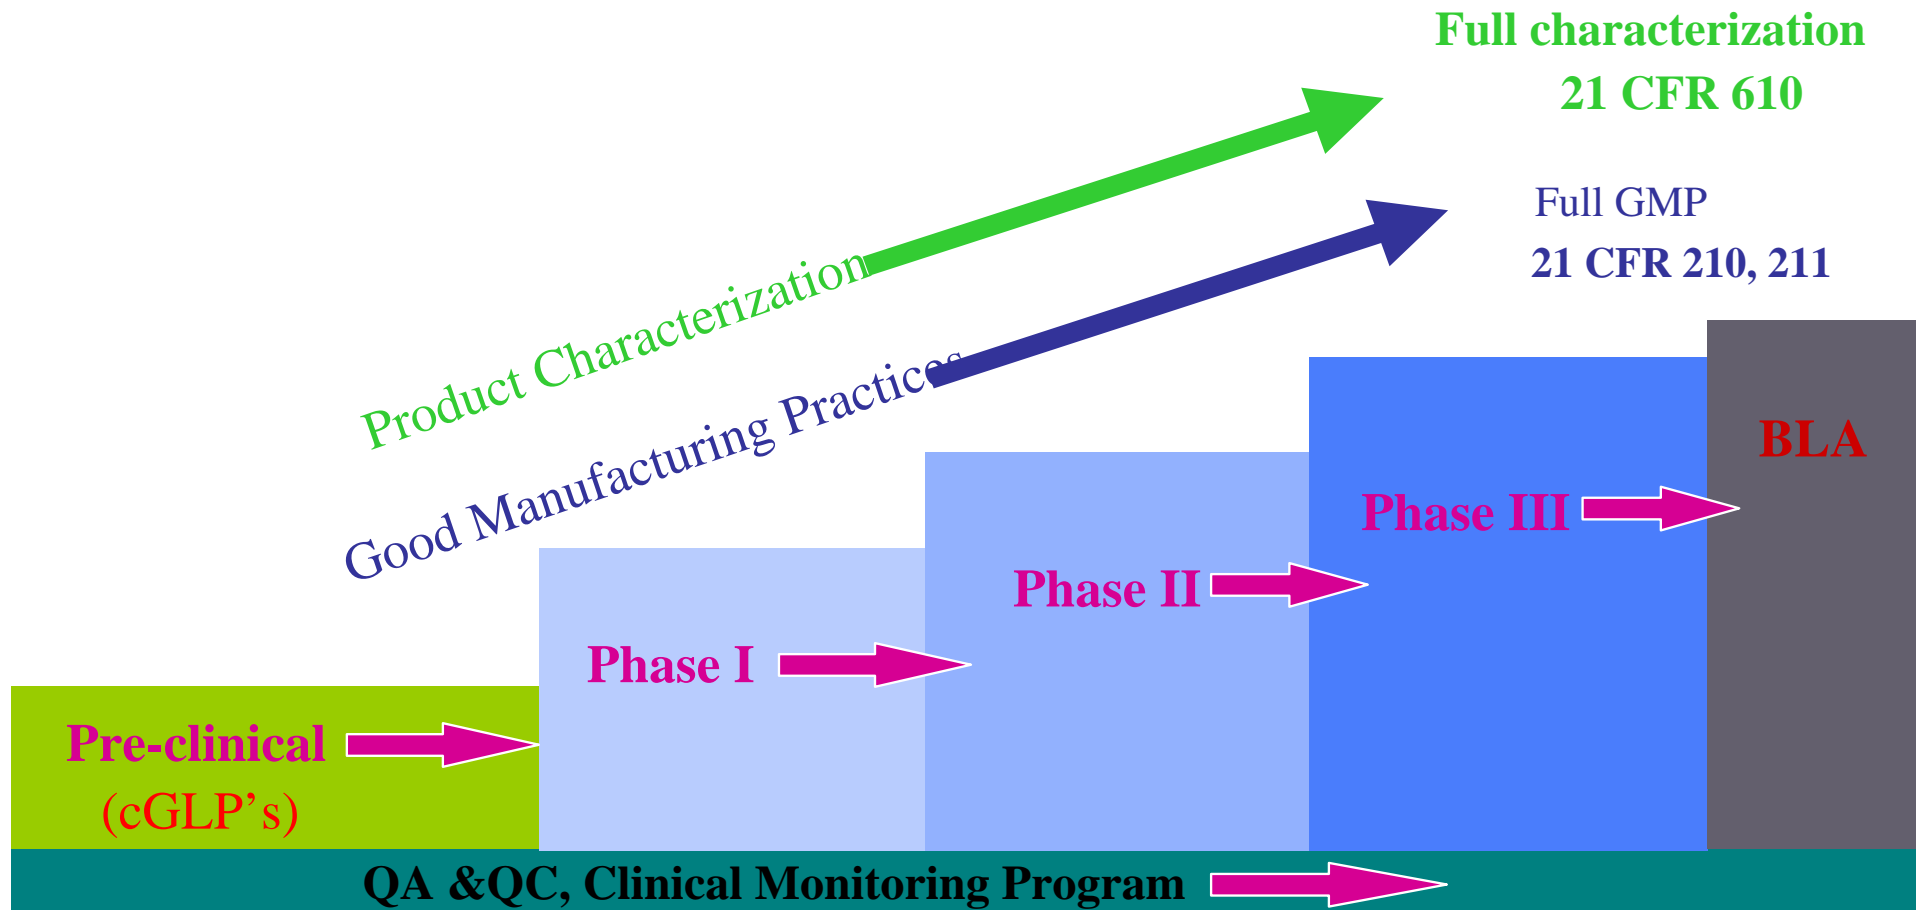 Full characterization
21 CFR 610
Full GMP
21 CFR 210, 211
Product Characterization
Good Manufacturing Practices
BLA
Phase III
Phase II
Phase I
Pre-clinical
(cGLP’s)
QA &QC, Clinical Monitoring Program